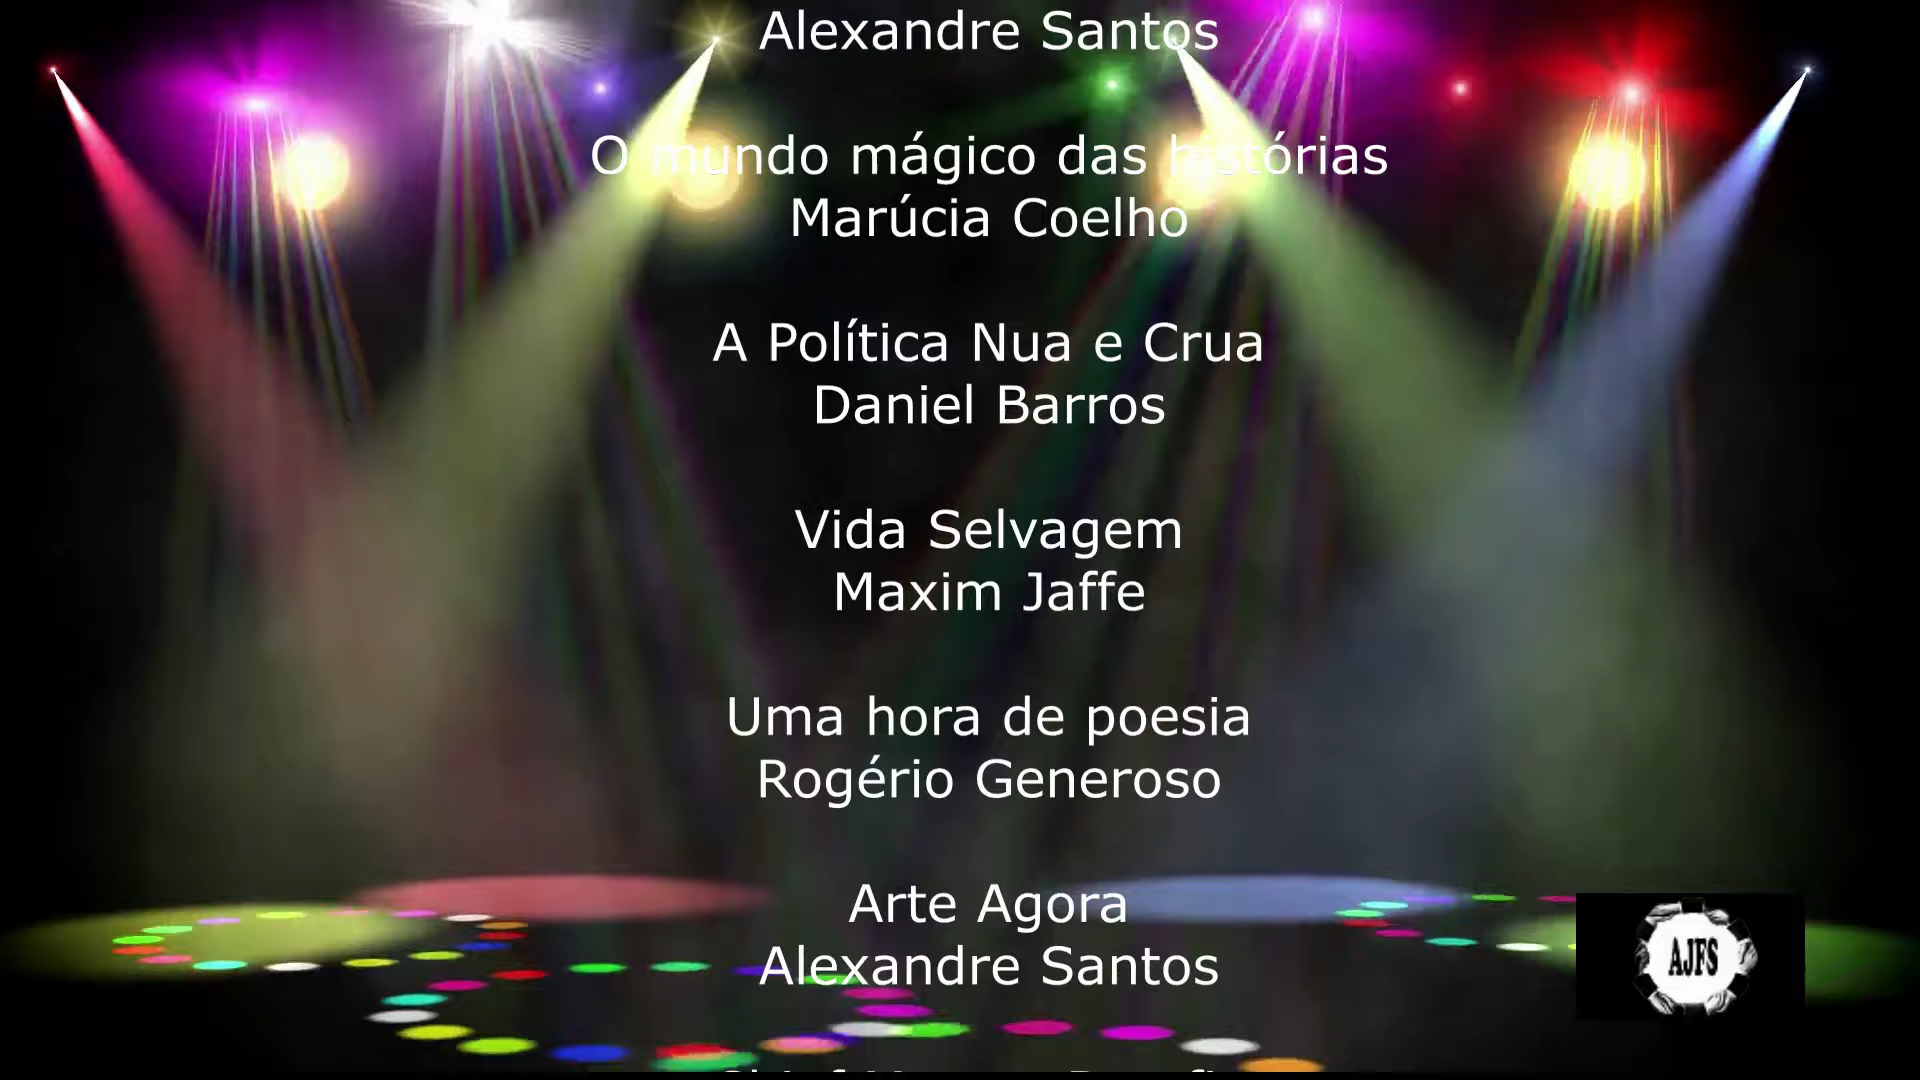 Alexandre Santos
O mundo mágico das histórias
Marúcia Coelho
A Política Nua e Crua
Daniel Barros
Vida Selvagem
Maxim Jaffe
Uma hora de poesia
Rogério Generoso
Arte Agora
Alexandre Santos
AJFS